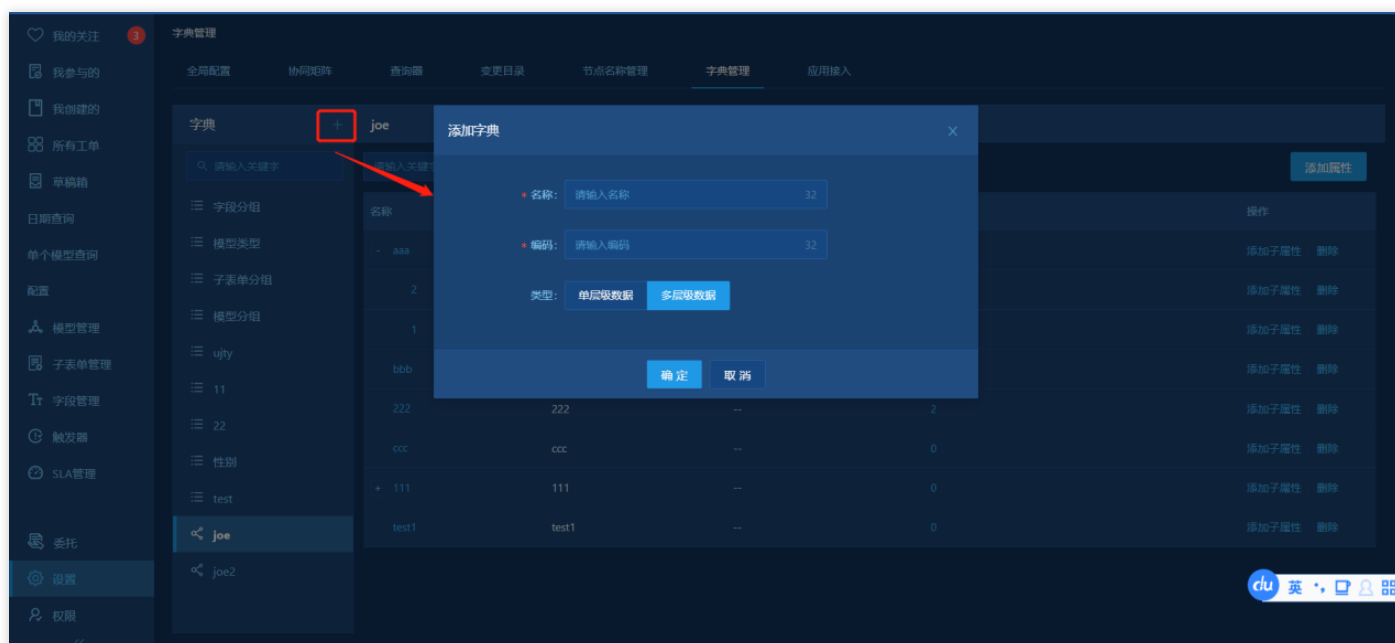 我的关注 3
我参与的
我创建的
所有工单
草稿箱
日期查询
单个模型查询
配置
模型管理
子表单管理
Tт 字段管理
触发器
SLA管理
委托
设置
权限
字典管理
全局配置 协同矩阵 查询器 变更目录 节点名称管理 字典管理 应用接入
字典 +
请输入关键字
字段分组
模型类型
子表单分组
模型分组
ujty
11
22
性别
test
joe
joe2
joe
请输入关键字 添加属性
名称 操作
- aaa 添加子属性 删除
2 添加子属性 删除
1 添加子属性 删除
bbb 添加子属性 删除
222 222 -- 2 添加子属性 删除
ccc ccc -- 0 添加子属性 删除
+ 111 111 -- 0 添加子属性 删除
test1 test1 -- 0 添加子属性 删除
添加字典 X
* 名称: 请输入名称 32
* 编码: 请输入编码 32
类型: 单层级数据 多层级数据
确定 取消
du 英 •,